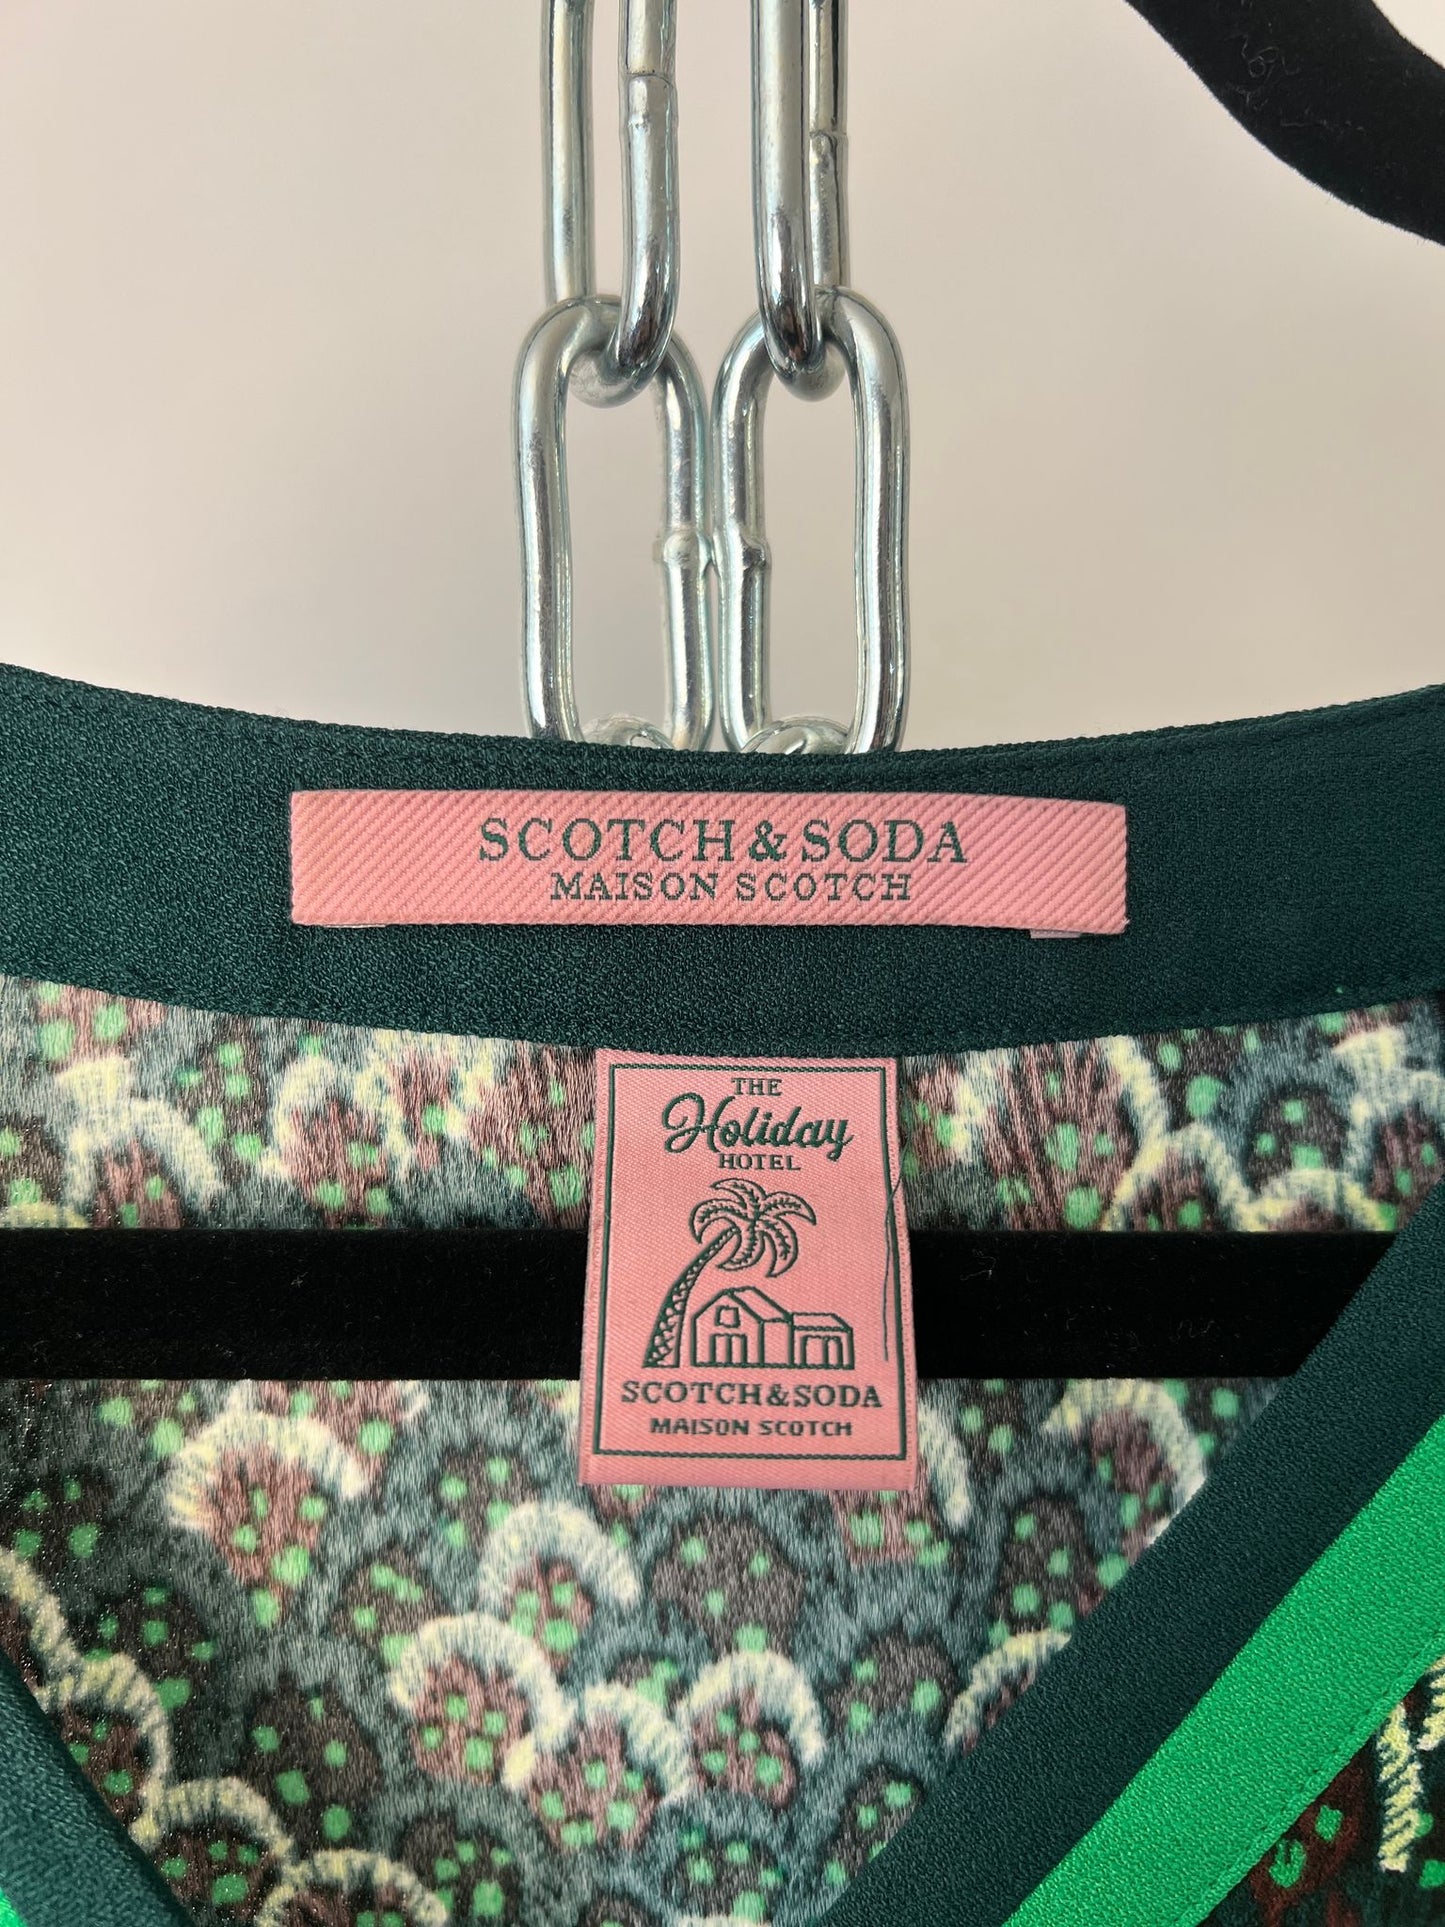 SCOTCH & SODA
MAISON SCOTCH
THE
Holiday
HOTEL
SCOTCH&SODA
MAISON SCOTCH